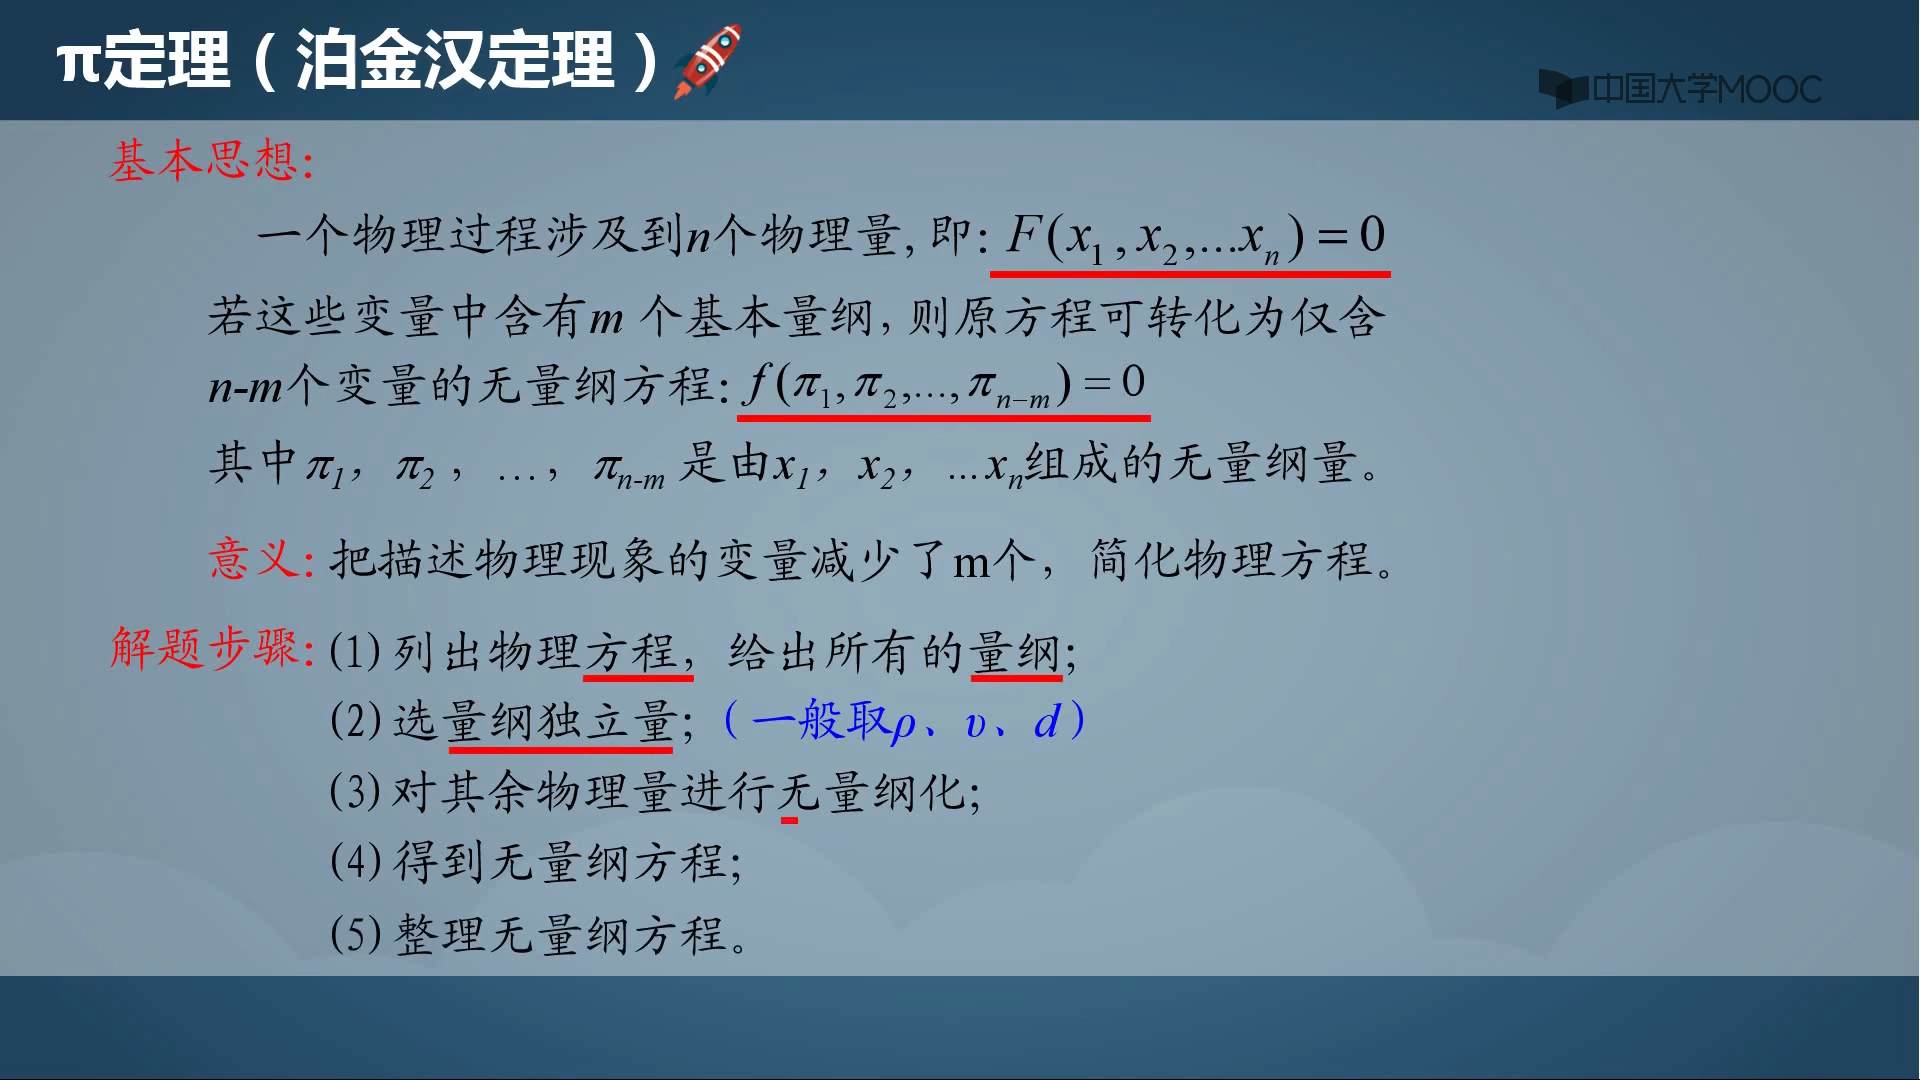 π定理（泊金汉定理）
中国大学MOOC
基本思想:
一个物理过程涉及到n个物理量, 即: F(x₁,x₂,...xₙ)=0
若这些变量中含有m 个基本量纲, 则原方程可转化为仅含
n-m个变量的无量纲方程: f(π₁,π₂,...,πₙ₋ₘ)=0
其中π₁， π₂ ，…， πₙ₋ₘ 是由x₁，x₂，…xₙ组成的无量纲量。
意义: 把描述物理现象的变量减少了m个，简化物理方程。
解题步骤: (1) 列出物理方程，给出所有的量纲;
(2) 选量纲独立量;（一般取ρ、υ、d）
(3) 对其余物理量进行无量纲化;
(4) 得到无量纲方程;
(5) 整理无量纲方程。